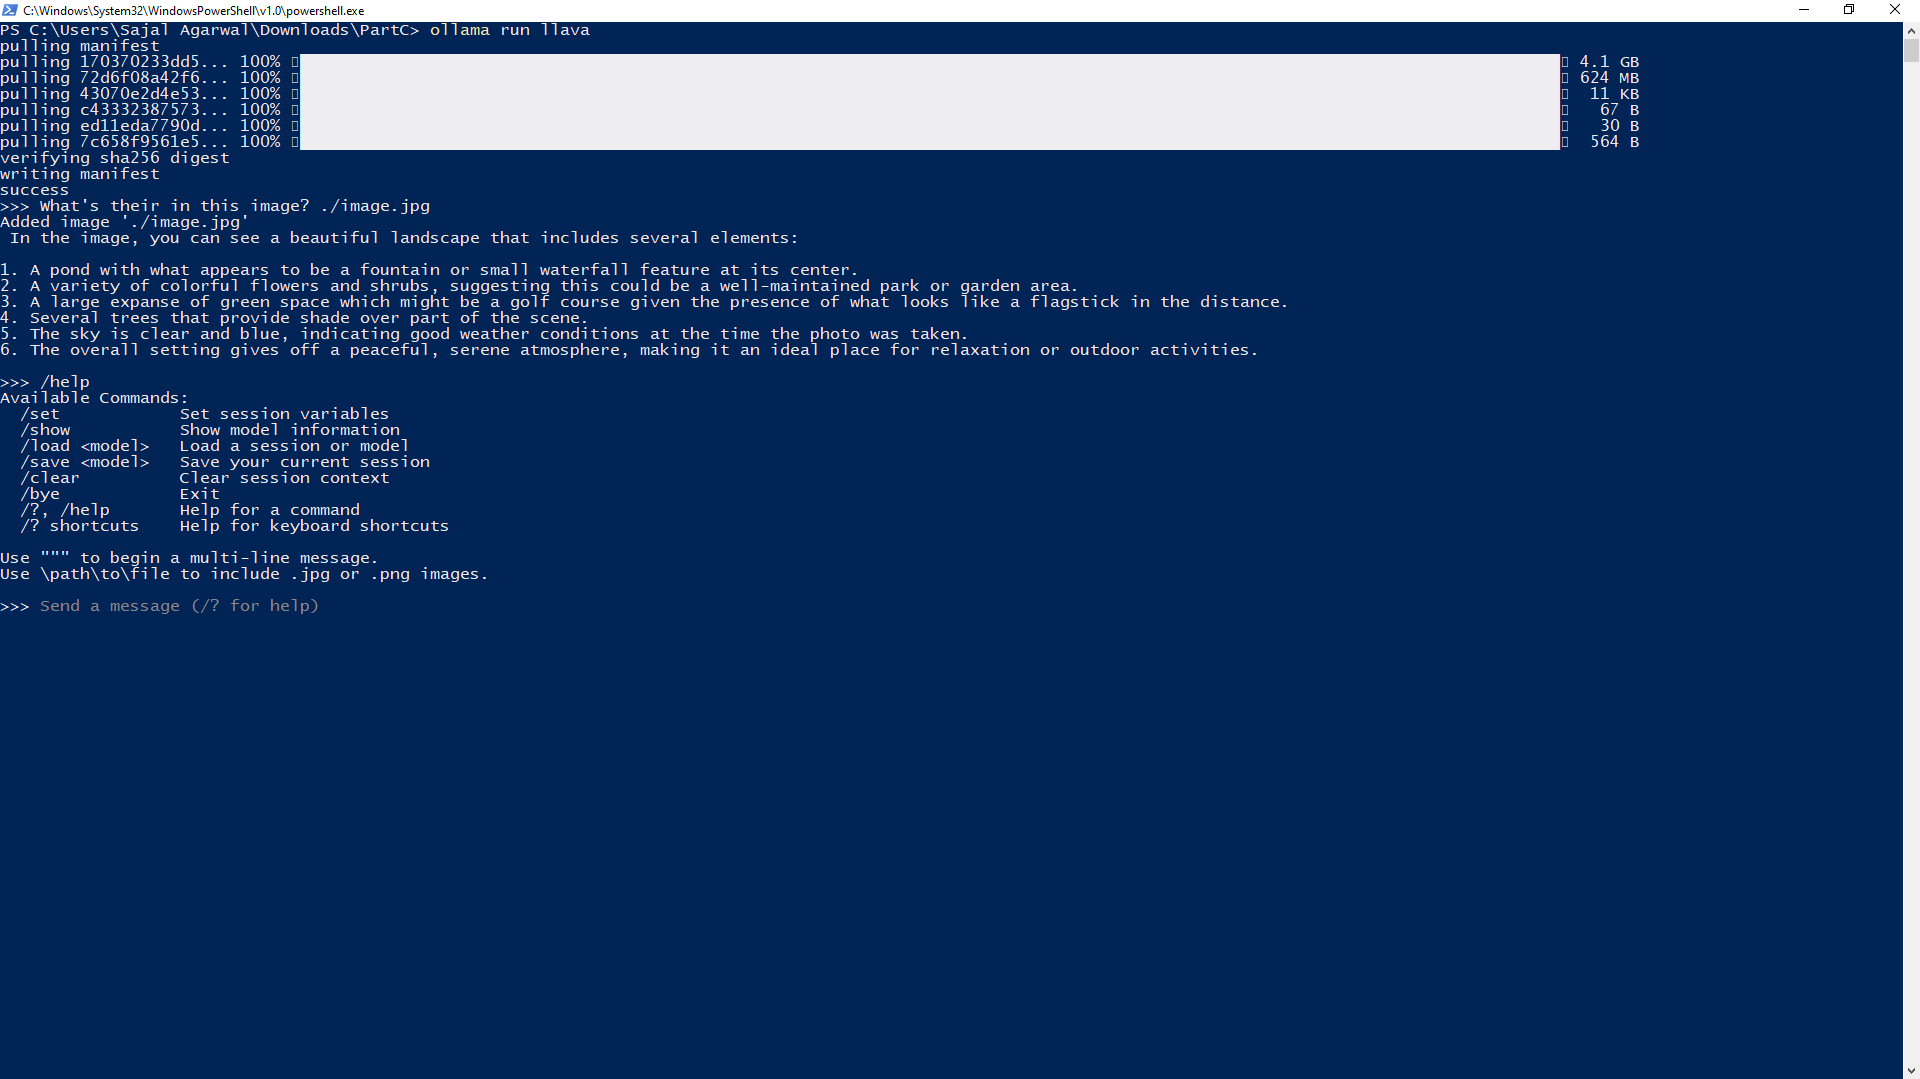 C:\Windows\System32\WindowsPowerShell\v1.0\powershell.exe
PS C:\Users\Sajal Agarwal\Downloads\PartC> ollama run llava
pulling manifest
pulling 170370233dd5... 100% 4.1 GB
pulling 72d6f08a42f6... 100% 624 MB
pulling 43070e2d4e53... 100% 11 KB
pulling c43332387573... 100% 67 B
pulling ed11eda7790d... 100% 30 B
pulling 7c658f9561e5... 100% 564 B
verifying sha256 digest
writing manifest
success
>>> What's their in this image? ./image.jpg
Added image './image.jpg'
In the image, you can see a beautiful landscape that includes several elements:
1. A pond with what appears to be a fountain or small waterfall feature at its center.
2. A variety of colorful flowers and shrubs, suggesting this could be a well-maintained park or garden area.
3. A large expanse of green space which might be a golf course given the presence of what looks like a flagstick in the distance.
4. Several trees that provide shade over part of the scene.
5. The sky is clear and blue, indicating good weather conditions at the time the photo was taken.
6. The overall setting gives off a peaceful, serene atmosphere, making it an ideal place for relaxation or outdoor activities.
>>> /help
Available Commands:
/set Set session variables
/show Show model information
/load <model> Load a session or model
/save <model> Save your current session
/clear Clear session context
/bye Exit
/?, /help Help for a command
/? shortcuts Help for keyboard shortcuts
Use """ to begin a multi-line message.
Use \path\to\file to include .jpg or .png images.
>>> Send a message (/? for help)